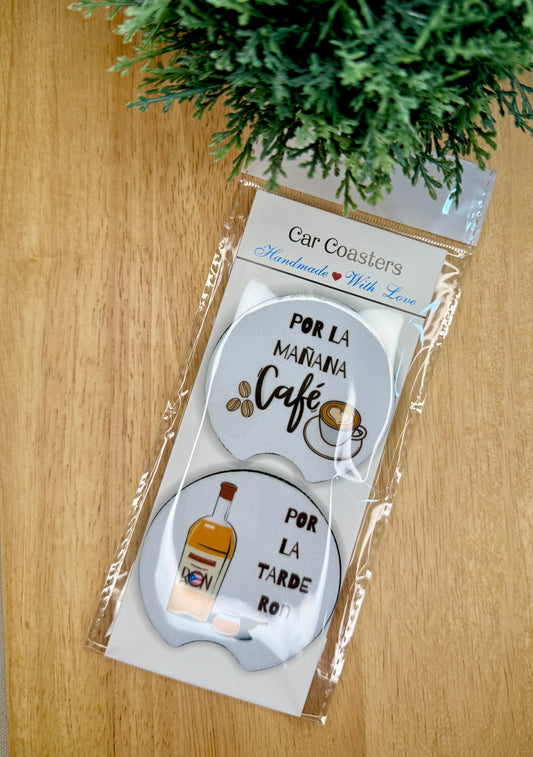 Car Coasters
Handmade With Love
POR LA
MAÑANA
Café
RON
POR
LA
TARDE
RON